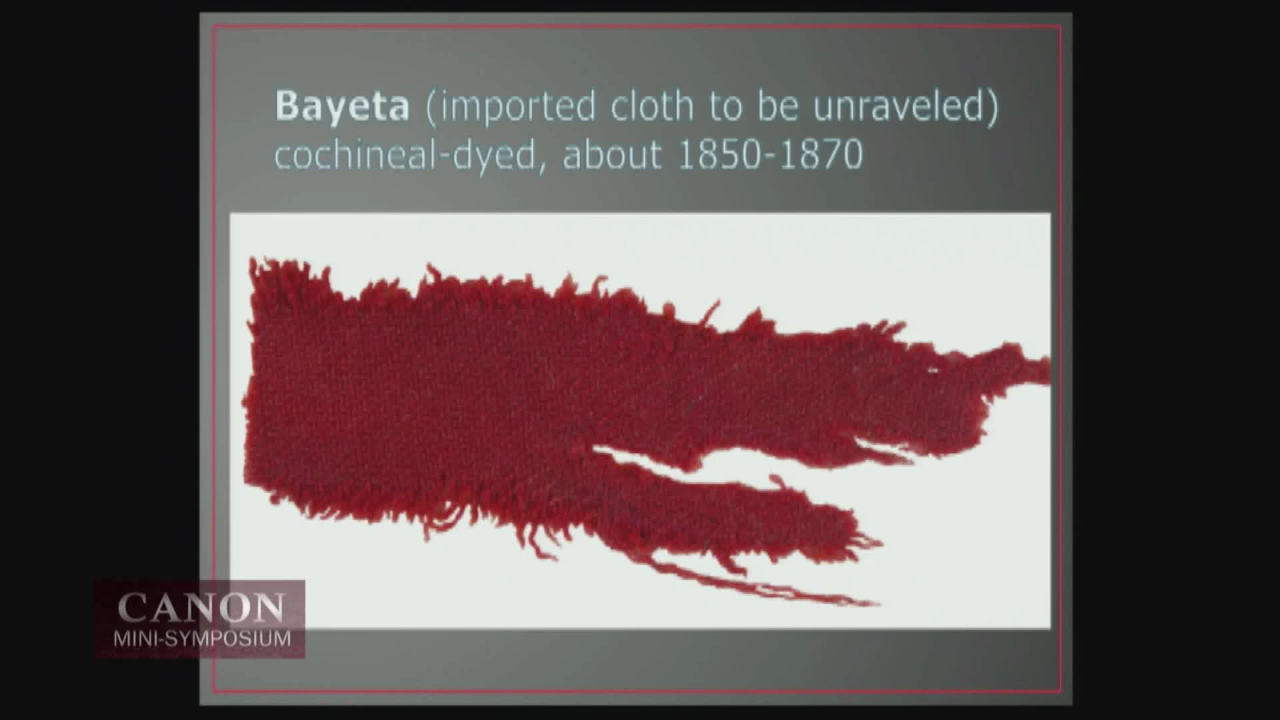 Bayeta (imported cloth to be unraveled)
cochineal-dyed, about 1850-1870
CANON
MINI-SYMPOSIUM